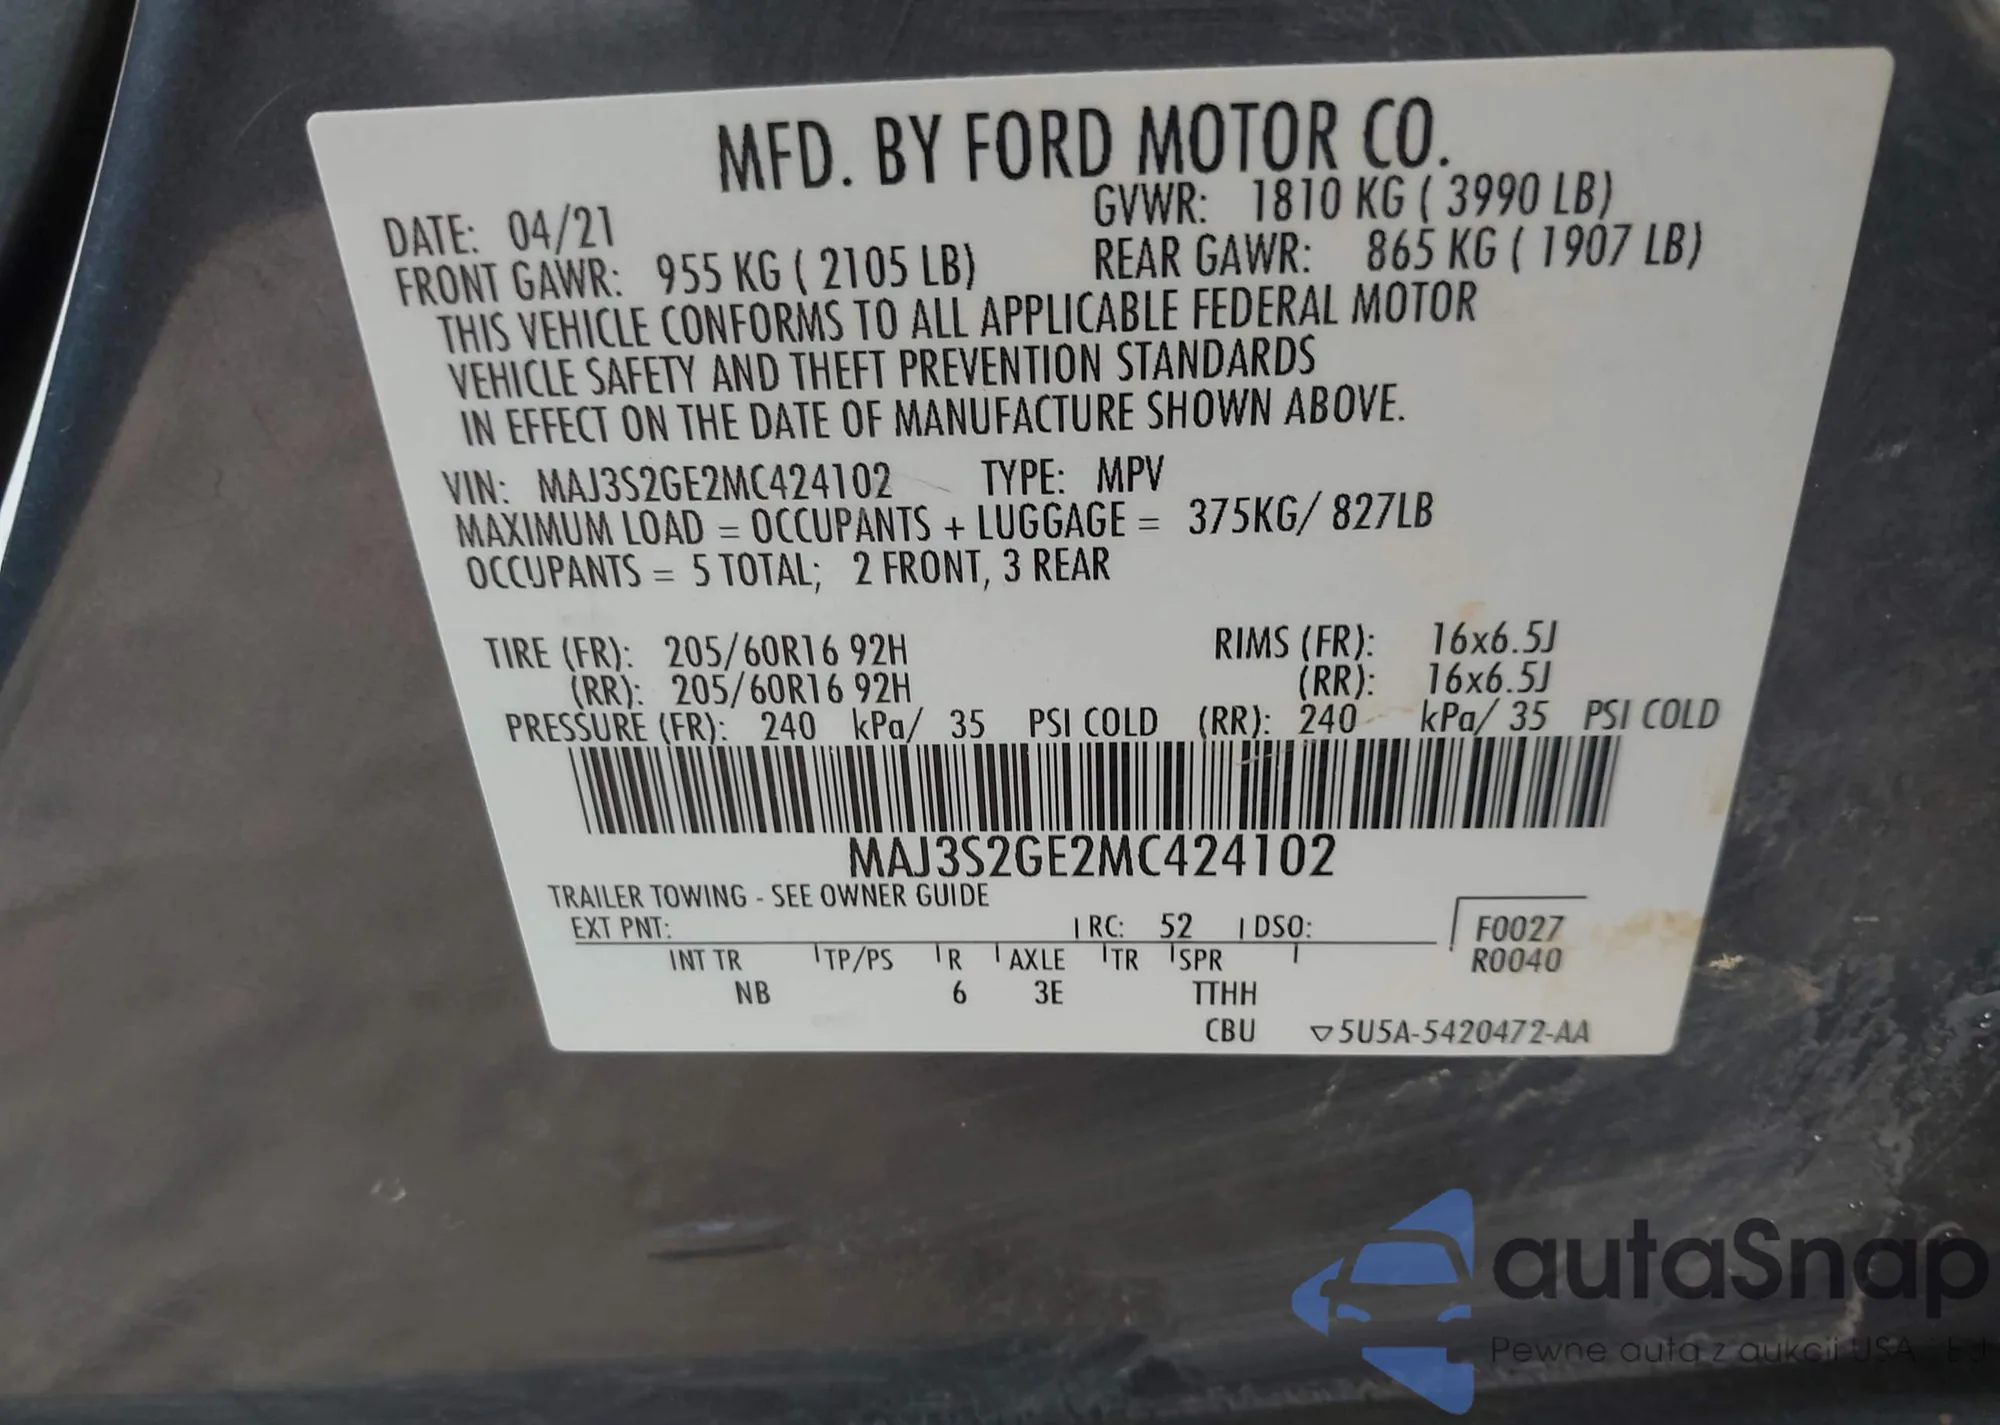 MFD. BY FORD MOTOR CO.
DATE: 04/21 GVWR: 1810 KG ( 3990 LB)
FRONT GAWR: 955 KG ( 2105 LB) REAR GAWR: 865 KG ( 1907 LB)
THIS VEHICLE CONFORMS TO ALL APPLICABLE FEDERAL MOTOR
VEHICLE SAFETY AND THEFT PREVENTION STANDARDS
IN EFFECT ON THE DATE OF MANUFACTURE SHOWN ABOVE.
VIN: MAJ3S2GE2MC424102 TYPE: MPV
MAXIMUM LOAD = OCCUPANTS + LUGGAGE = 375KG/ 827LB
OCCUPANTS = 5 TOTAL; 2 FRONT, 3 REAR
TIRE (FR): 205/60R16 92H RIMS (FR): 16x6.5J
(RR): 205/60R16 92H (RR): 16x6.5J
PRESSURE (FR): 240 kPa/ 35 PSI COLD (RR): 240 kPa/ 35 PSI COLD
MAJ3S2GE2MC424102
TRAILER TOWING - SEE OWNER GUIDE
EXT PNT: RC: 52 DSO: F0027
INT TR TP/PS R AXLE TR SPR R0040
NB 6 3E TTHH
CBU ▽5U5A-5420472-AA
autaSnap
Pewne auta z aukcji USA i